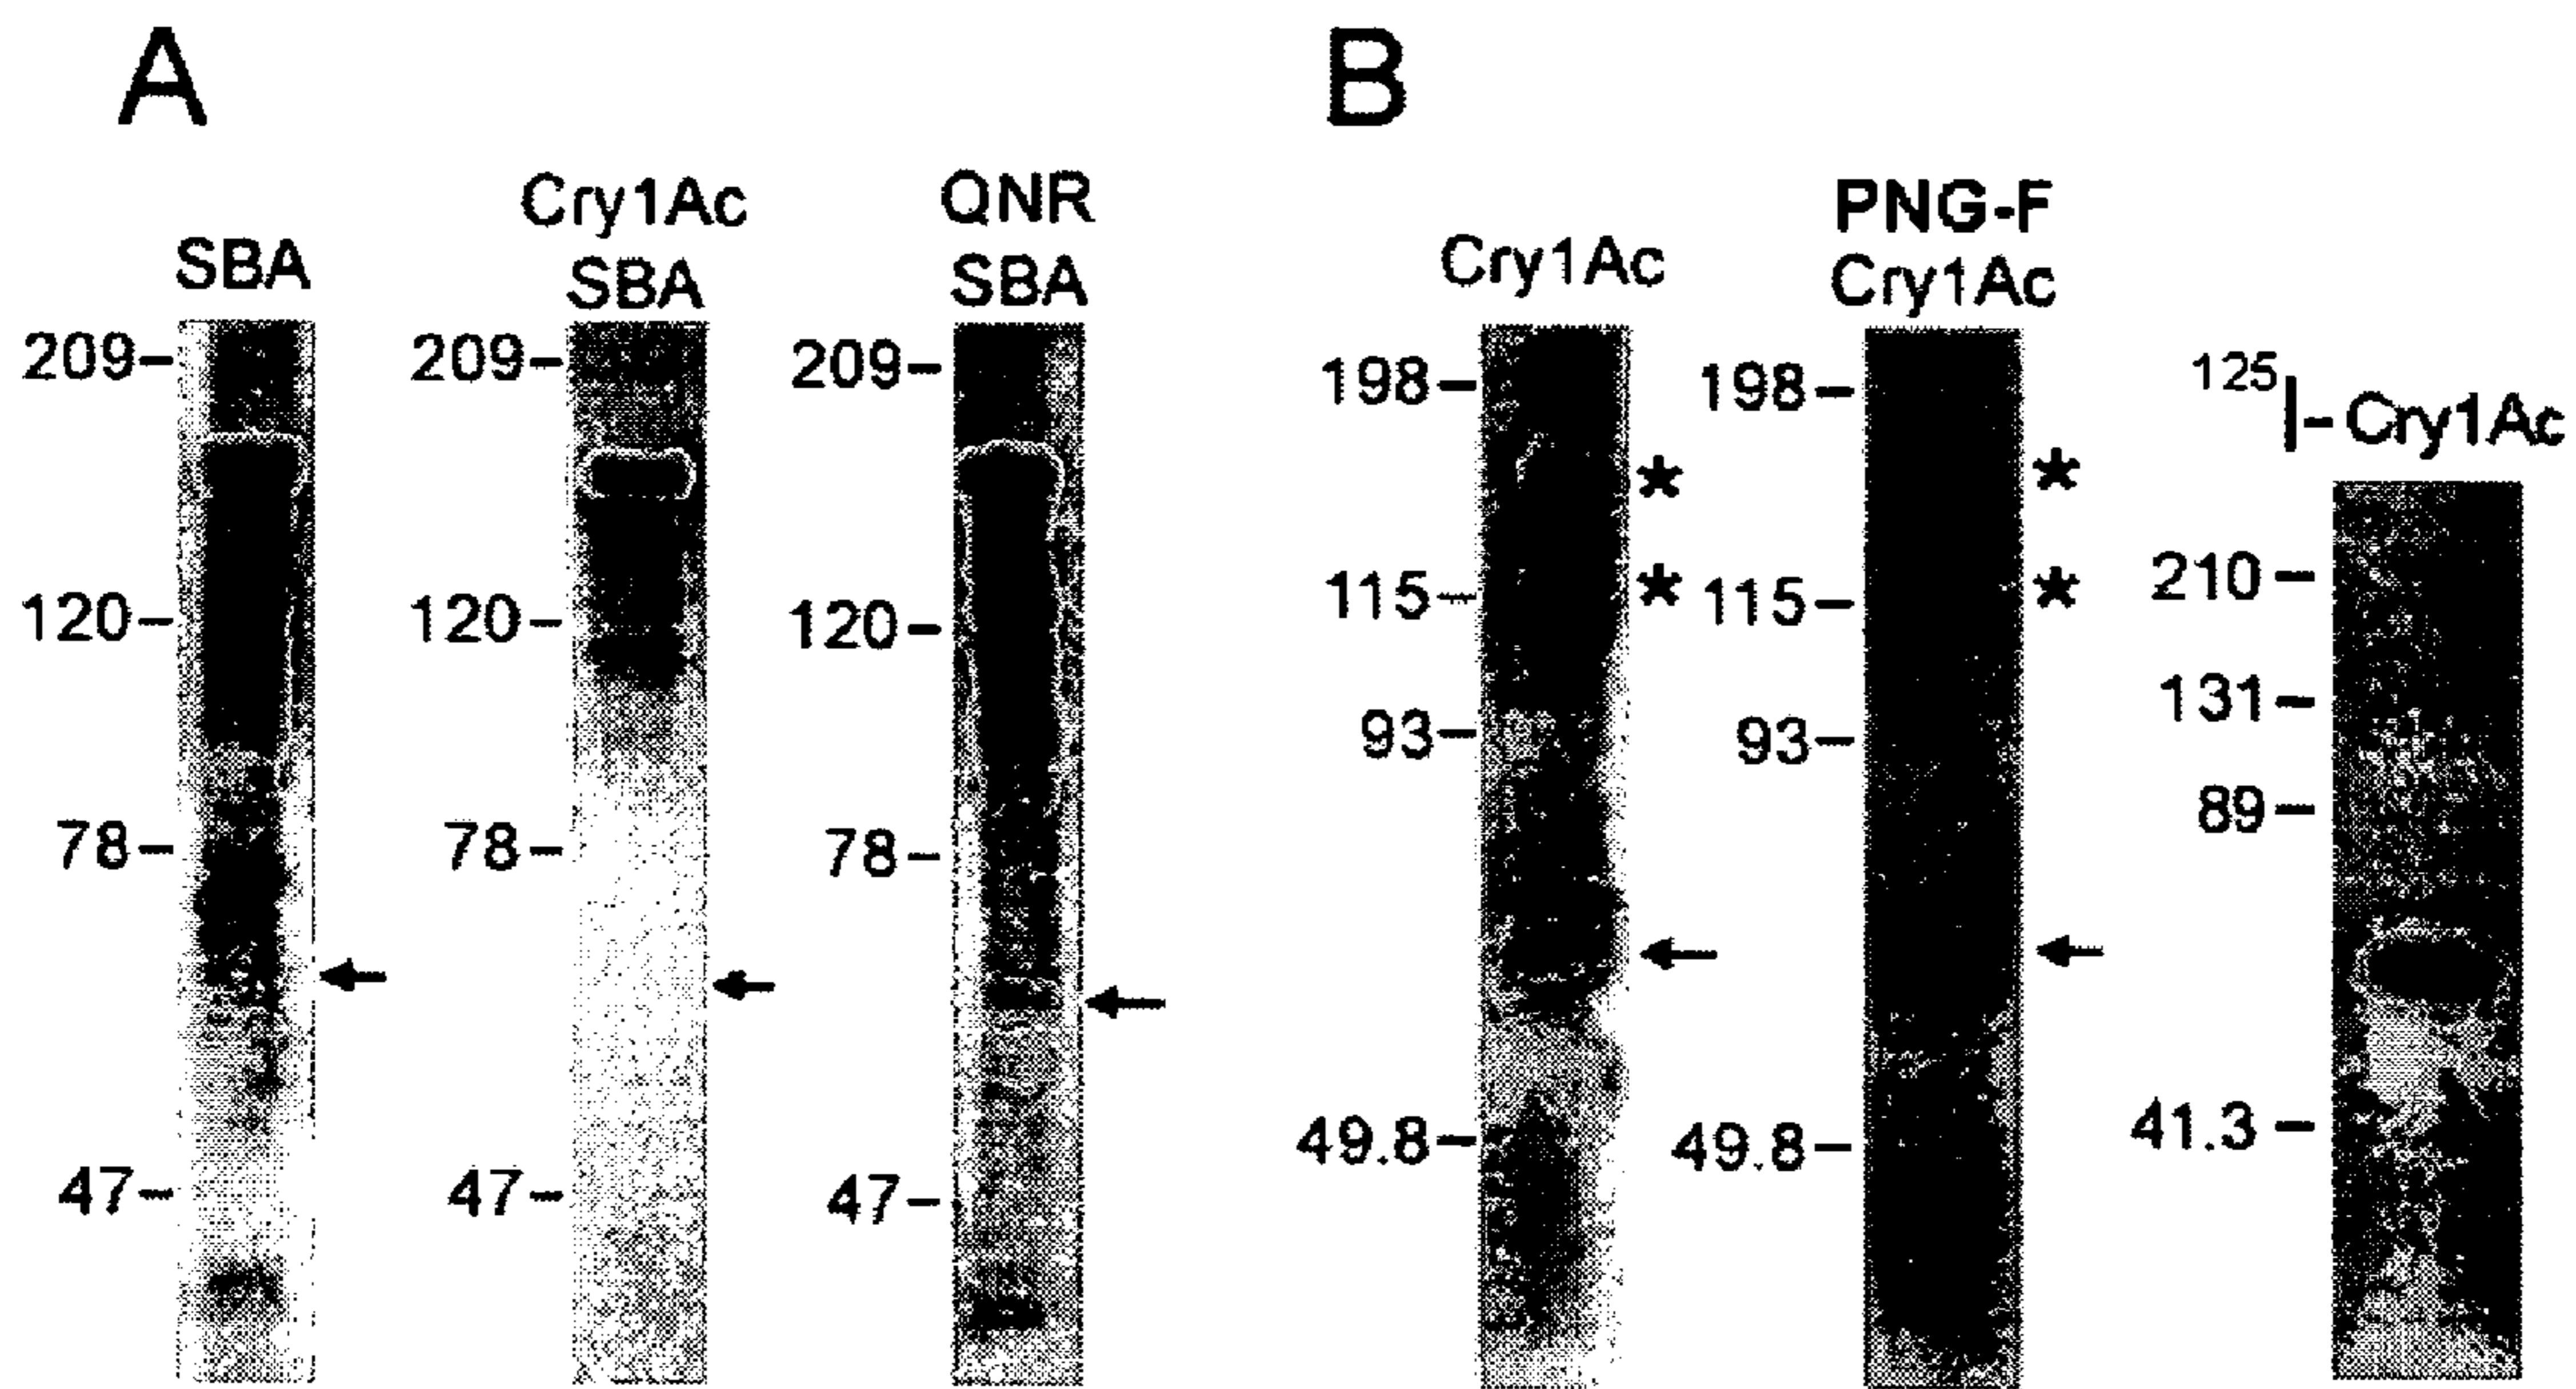 A
SBA
209-
120-
78-
47-
Cry1Ac
SBA
209-
120-
78-
47-
QNR
SBA
209-
120-
78-
47-
B
Cry1Ac
198-
*
115-
*
93-
49.8-
PNG-F
Cry1Ac
198-
*
115-
*
93-
49.8-
125I-Cry1Ac
210-
131-
89-
41.3-